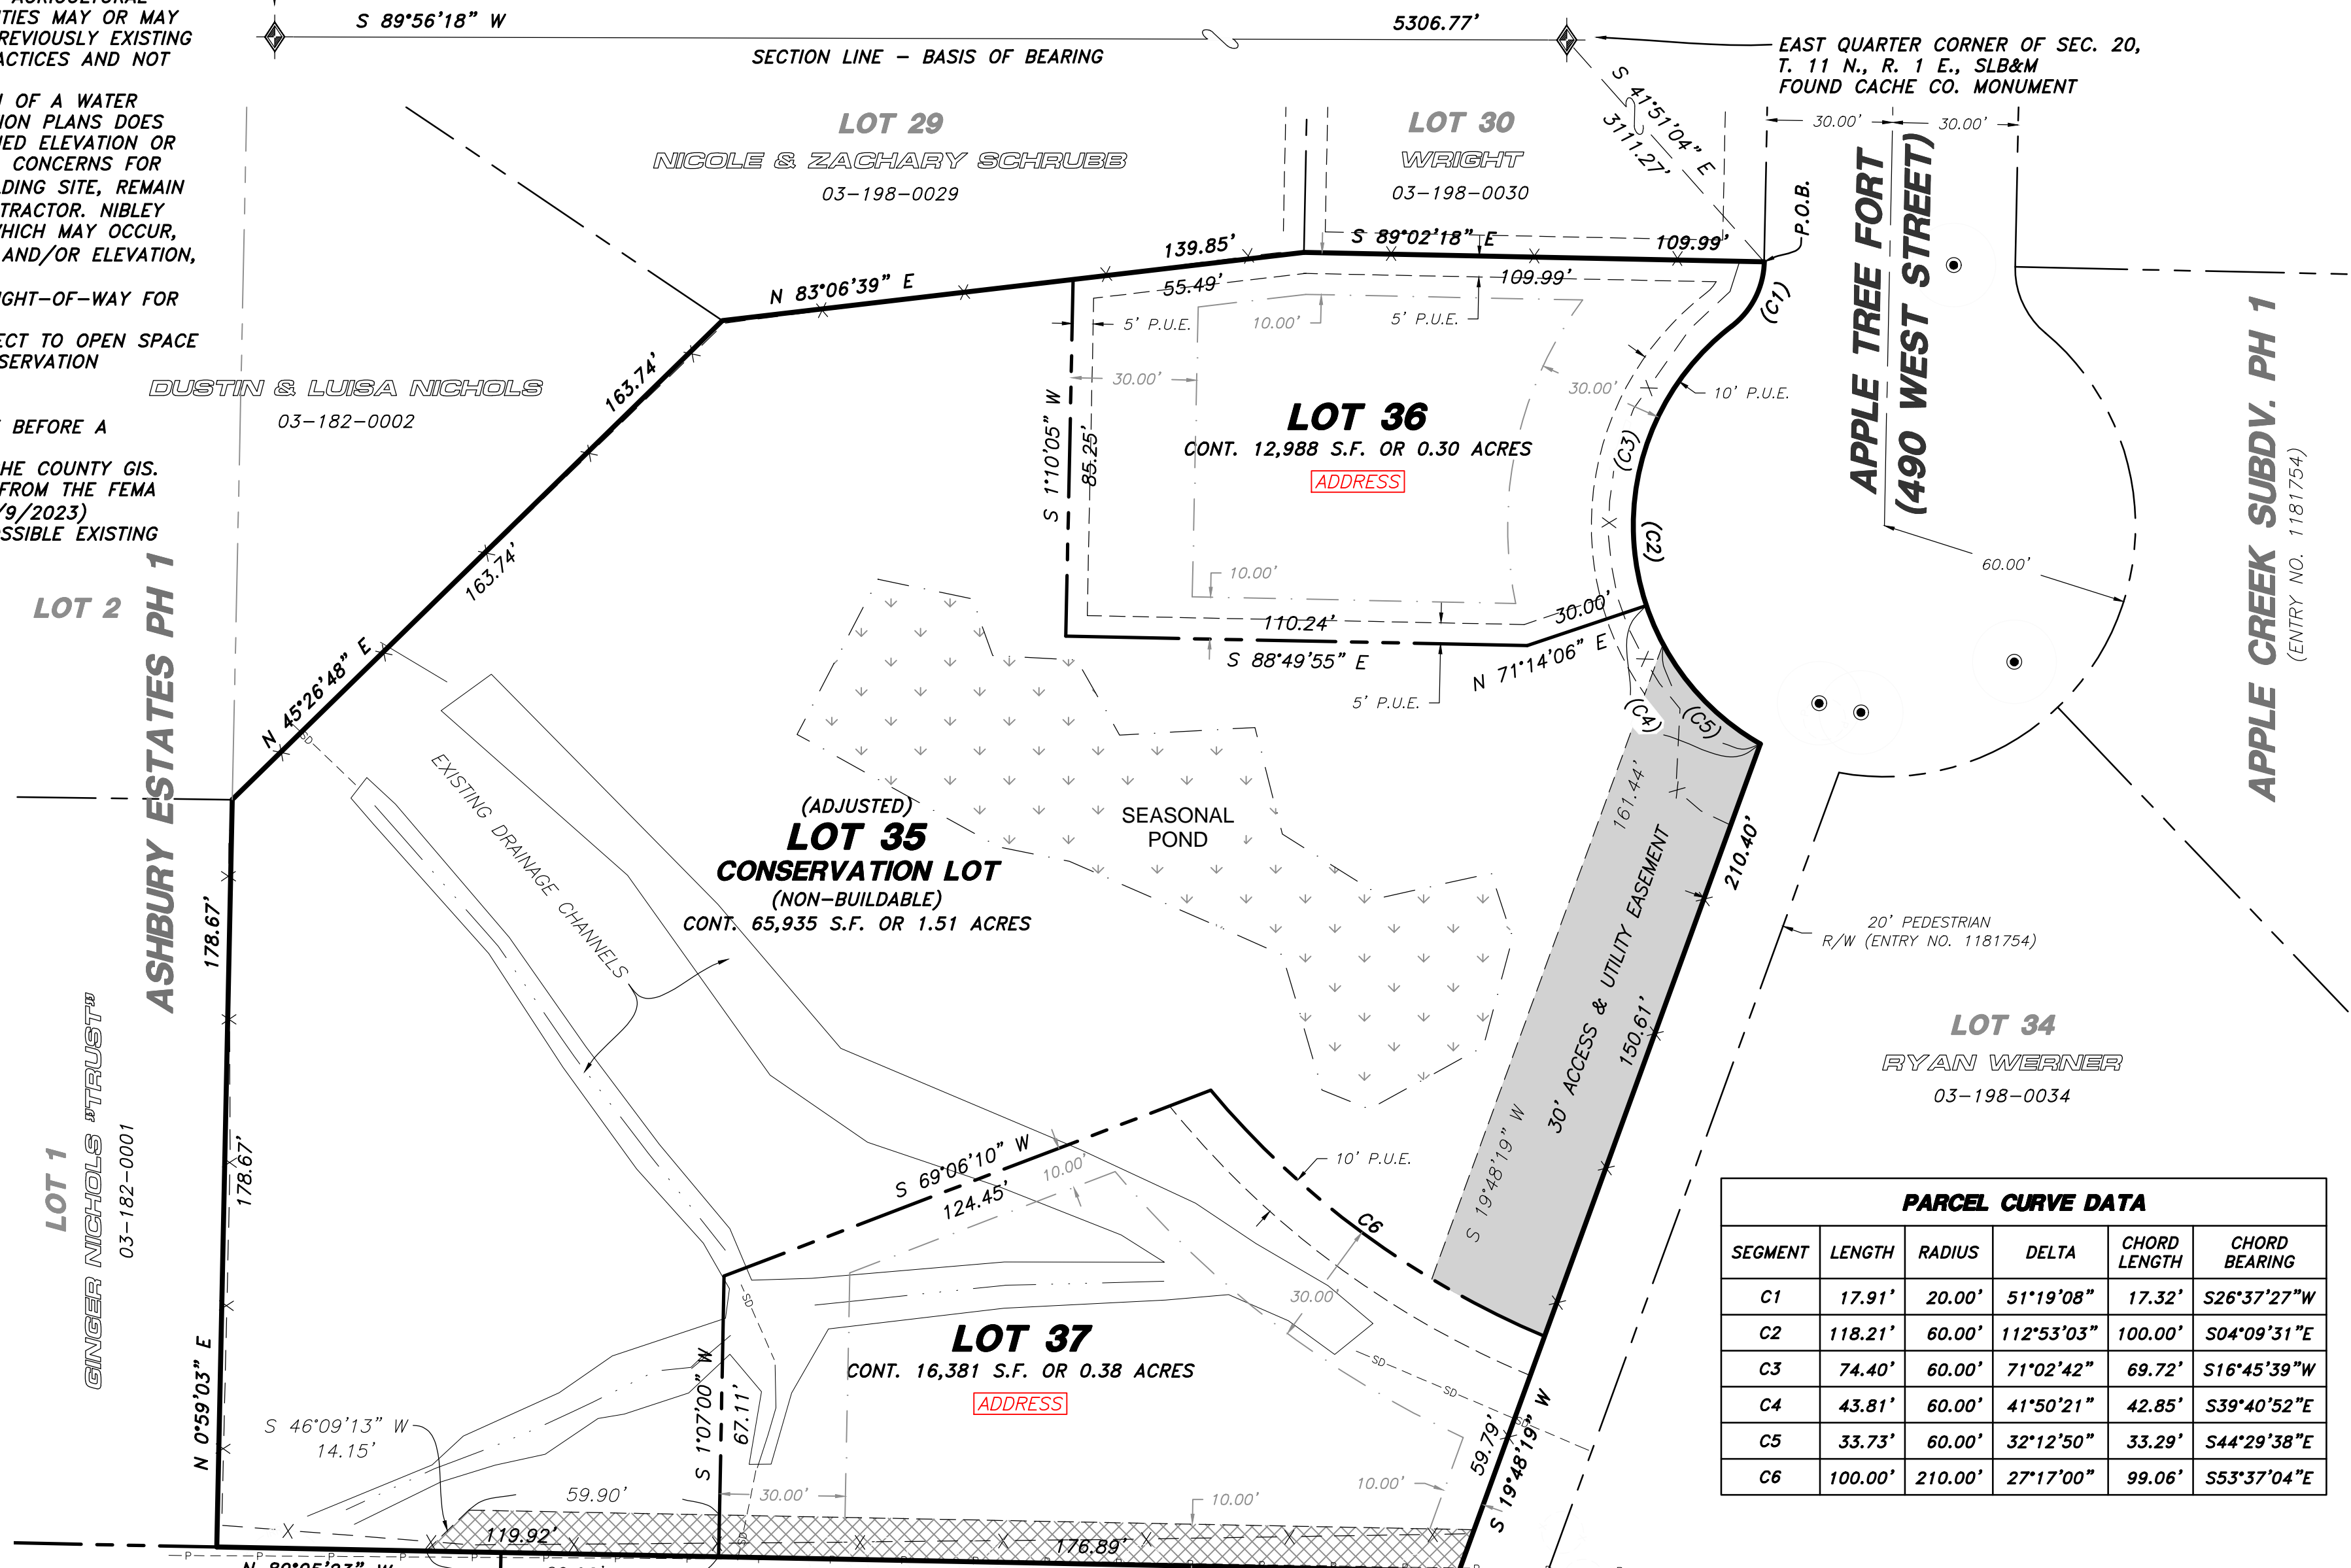 AGRICULTURAL
TIES MAY OR MAY
REVIOUSLY EXISTING
ACTICES AND NOT
OF A WATER
ION PLANS DOES
NED ELEVATION OR
CONCERNS FOR
LDING SITE, REMAIN
TRACTOR. NIBLEY
WHICH MAY OCCUR,
AND/OR ELEVATION,
IGHT-OF-WAY FOR
ECT TO OPEN SPACE
SERVATION
BEFORE A
HE COUNTY GIS.
FROM THE FEMA
/9/2023)
OSSIBLE EXISTING
S 89°56'18" W
5306.77'
SECTION LINE - BASIS OF BEARING
EAST QUARTER CORNER OF SEC. 20,
T. 11 N., R. 1 E., SLB&M
FOUND CACHE CO. MONUMENT
S 41°51'04" E
3111.27'
LOT 29
NICOLE & ZACHARY SCHRUBB
03-198-0029
LOT 30
WRIGHT
03-198-0030
30.00'
30.00'
P.O.B.
APPLE TREE FORT
(490 WEST STREET)
APPLE CREEK SUBDV. PH 1
(ENTRY NO. 1181754)
60.00'
DUSTIN & LUISA NICHOLS
03-182-0002
N 83°06'39" E
139.85'
S 89°02'18" E
109.99'
55.49'
109.99'
5' P.U.E.
10.00'
5' P.U.E.
30.00'
30.00'
10' P.U.E.
(C1)
(C3)
(C2)
LOT 36
CONT. 12,988 S.F. OR 0.30 ACRES
ADDRESS
S 1°10'05" W
85.25'
10.00'
110.24'
30.00'
S 88°49'55" E
N 71°14'06" E
5' P.U.E.
(C4)
(C5)
163.74'
163.74'
N 45°26'48" E
LOT 2
ASHBURY ESTATES PH 1
SD
EXISTING DRAINAGE CHANNELS
(ADJUSTED)
LOT 35
CONSERVATION LOT
(NON-BUILDABLE)
CONT. 65,935 S.F. OR 1.51 ACRES
SEASONAL
POND
161.44'
S 19°48'19" W
30' ACCESS & UTILITY EASEMENT
210.40'
150.61'
20' PEDESTRIAN
R/W (ENTRY NO. 1181754)
LOT 34
RYAN WERNER
03-198-0034
178.67'
178.67'
N 0°59'03" E
LOT 1
GINGER NICHOLS "TRUST"
03-182-0001
S 69°06'10" W
124.45'
10.00'
10' P.U.E.
C6
30.00'
SD
LOT 37
CONT. 16,381 S.F. OR 0.38 ACRES
ADDRESS
S 1°07'00" W
67.11'
S 46°09'13" W
14.15'
59.90'
30.00'
10.00'
10.00'
SD
SD
SD
SD
59.79'
S 19°48'19" W
119.92'
176.89'
P P P P P P P
PARCEL CURVE DATA
SEGMENT LENGTH RADIUS DELTA CHORD LENGTH CHORD BEARING
C1 17.91' 20.00' 51°19'08" 17.32' S26°37'27"W
C2 118.21' 60.00' 112°53'03" 100.00' S04°09'31"E
C3 74.40' 60.00' 71°02'42" 69.72' S16°45'39"W
C4 43.81' 60.00' 41°50'21" 42.85' S39°40'52"E
C5 33.73' 60.00' 32°12'50" 33.29' S44°29'38"E
C6 100.00' 210.00' 27°17'00" 99.06' S53°37'04"E